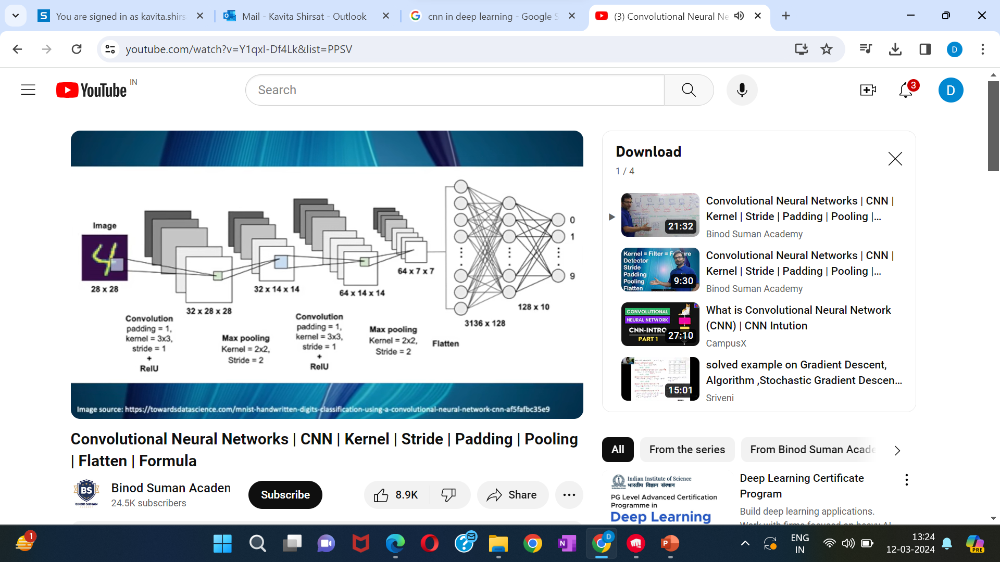 You are signed in as kavita.shirs
Mail - Kavita Shirsat - Outlook
cnn in deep learning - Google S
(3) Convolutional Neural Ne
youtube.com/watch?v=Y1qxI-Df4Lk&list=PPSV
D
YouTube IN
Search
3
D
Image
28 x 28
32 x 28 x 28
32 x 14 x 14
64 x 14 x 14
64 x 7 x 7
0
1
9
3136 x 128
128 x 10
Convolution
padding = 1,
kernel = 3x3,
stride = 1
+
RelU
Max pooling
Kernel = 2x2,
Stride = 2
Convolution
padding = 1,
kernel = 3x3,
stride = 1
+
RelU
Max pooling
Kernel = 2x2,
Stride = 2
Flatten
Image source: https://towardsdatascience.com/mnist-handwritten-digits-classification-using-a-convolutional-neural-network-cnn-af5fafbc35e9
Convolutional Neural Networks | CNN | Kernel | Stride | Padding | Pooling
| Flatten | Formula
BS
BINOD SUMAN
Binod Suman Academ
24.5K subscribers
Subscribe
8.9K
Share
Download
1 / 4
21:32
Convolutional Neural Networks | CNN |
Kernel | Stride | Padding | Pooling |...
Binod Suman Academy
Kernel = Filter = Feature
Detector
Stride
Padding
Pooling
Flatten
9:30
Convolutional Neural Networks | CNN |
Kernel | Stride | Padding | Pooling |...
Binod Suman Academy
CONVOLUTIONAL
NEURAL NETWORK
CNN-INTRO
PART 1
27:10
What is Convolutional Neural Network
(CNN) | CNN Intution
CampusX
15:01
solved example on Gradient Descent,
Algorithm ,Stochastic Gradient Descen...
Sriveni
All
From the series
From Binod Suman Acade
Indian Institute of Science
भारतीय विज्ञान संस्थान
PG Level Advanced Certification
Programme in
Deep Learning
Deep Learning Certificate
Program
Build deep learning applications.
Work with firms focused on heavy AI
1
D
ENG
IN
13:24
12-03-2024
PRE